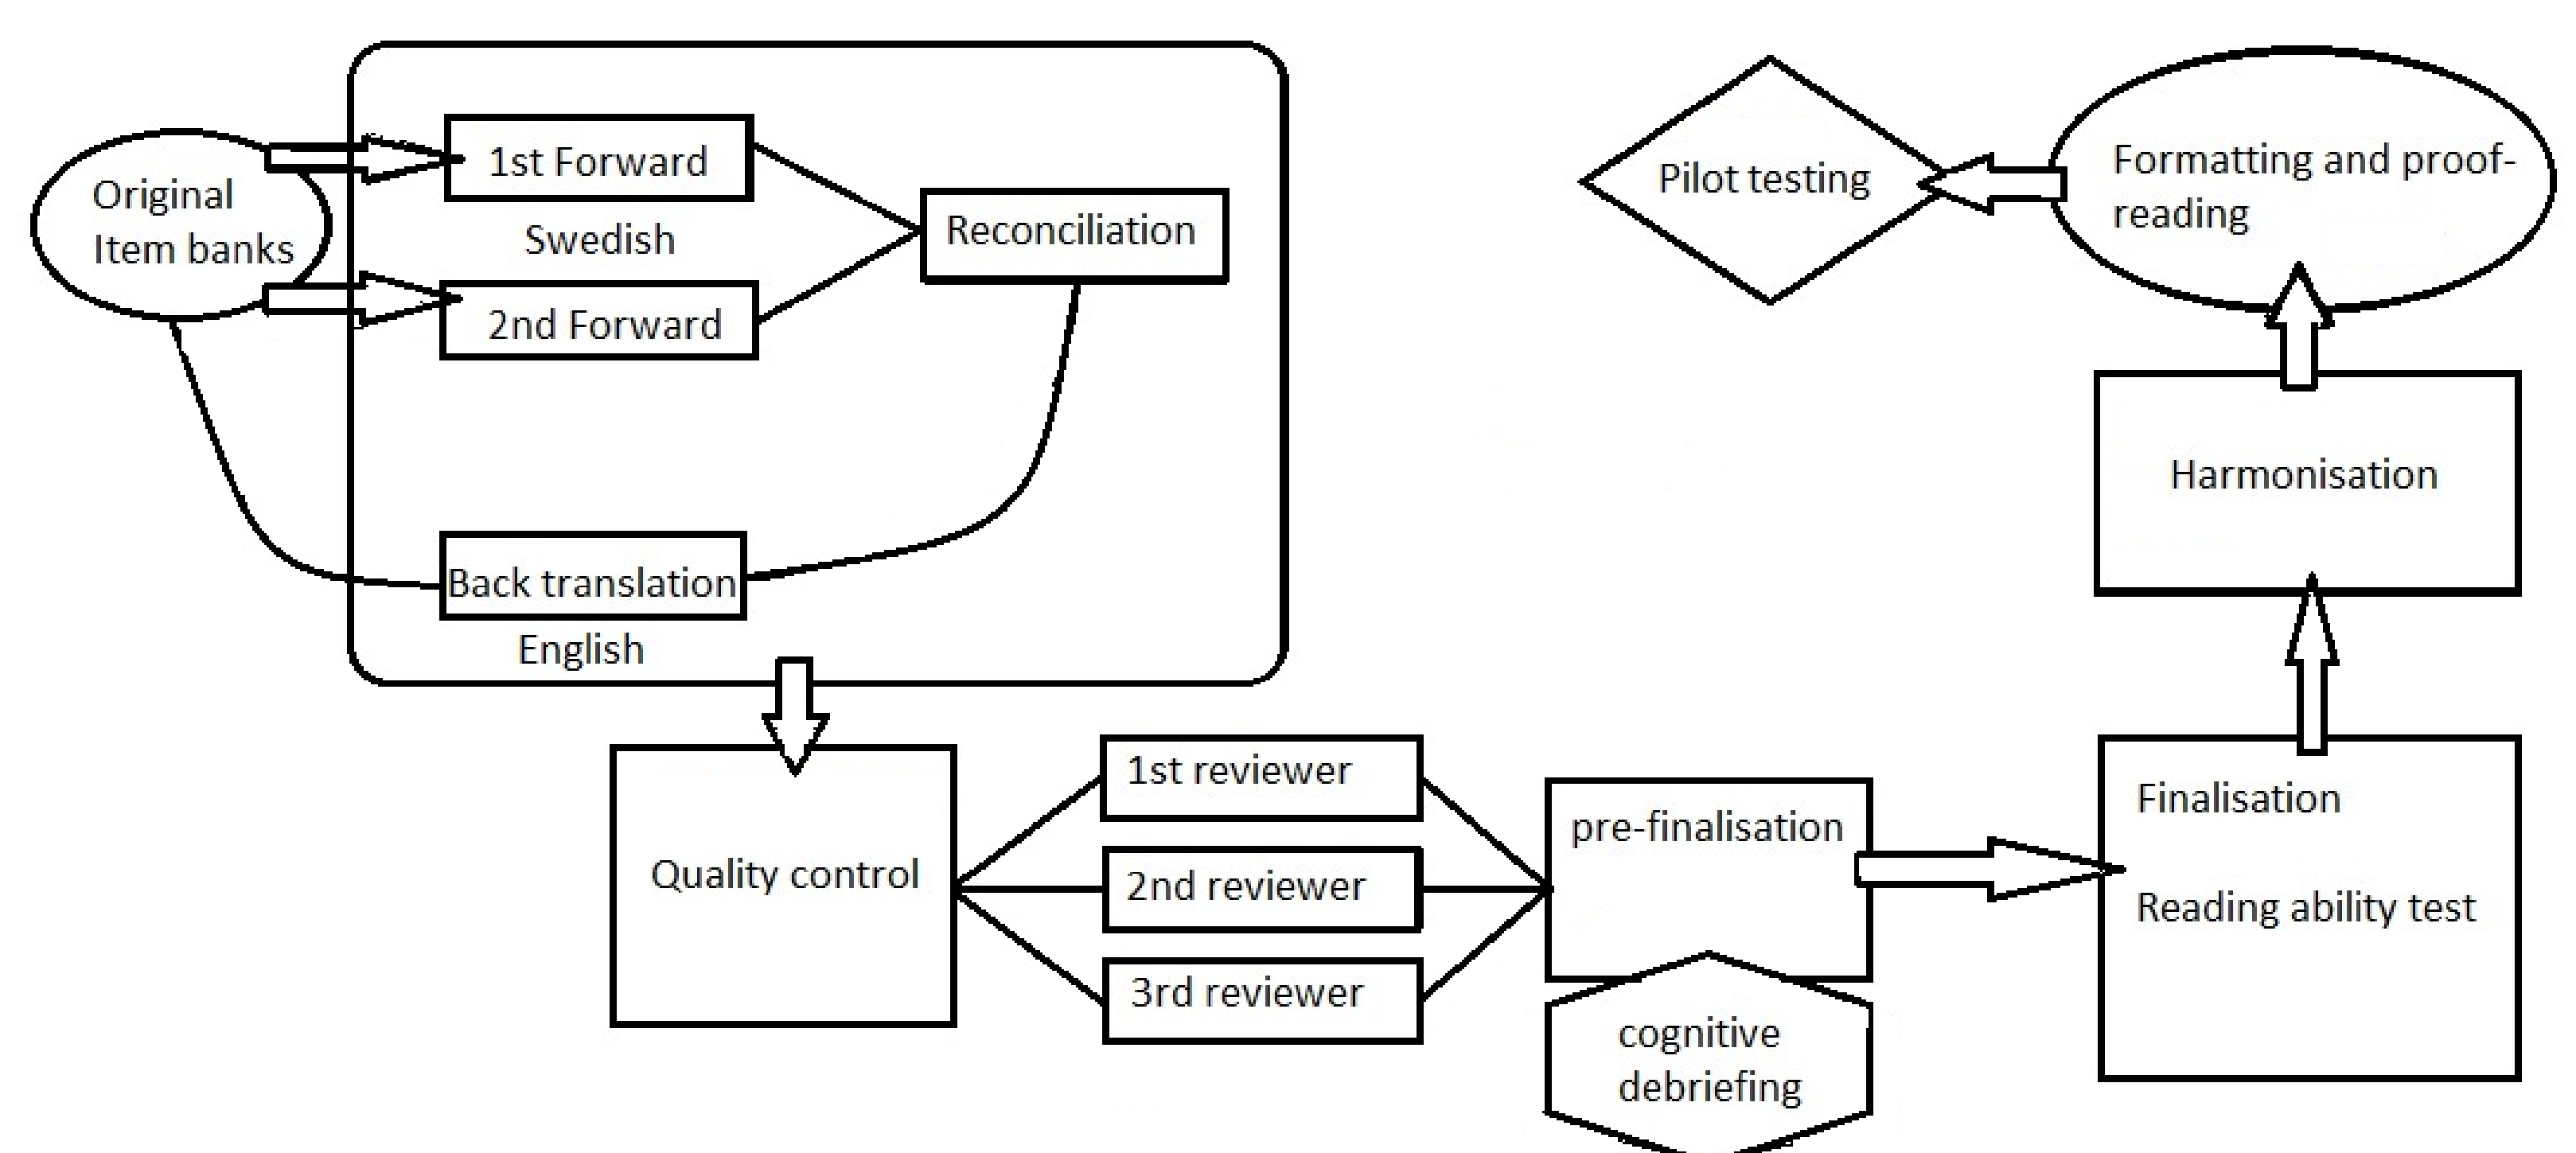 Original
Item banks
1st Forward
Swedish
2nd Forward
Reconciliation
Back translation
English
Quality control
1st reviewer
2nd reviewer
3rd reviewer
pre-finalisation
cognitive
debriefing
Finalisation
Reading ability test
Harmonisation
Formatting and proof-
reading
Pilot testing